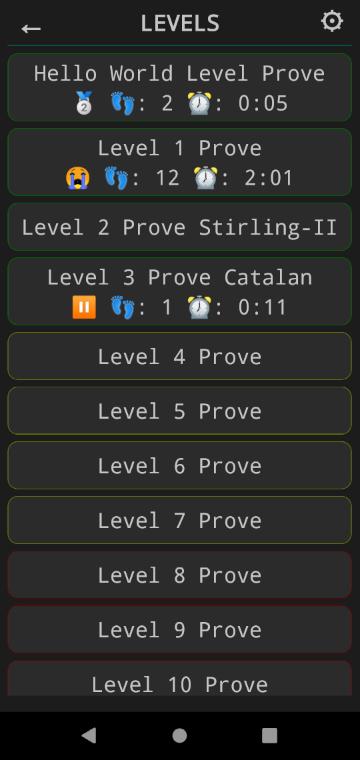 LEVELS
Hello World Level Prove
🥈 👣: 2 ⏰: 0:05
Level 1 Prove
😭 👣: 12 ⏰: 2:01
Level 2 Prove Stirling-II
Level 3 Prove Catalan
⏸️ 👣: 1 ⏰: 0:11
Level 4 Prove
Level 5 Prove
Level 6 Prove
Level 7 Prove
Level 8 Prove
Level 9 Prove
Level 10 Prove